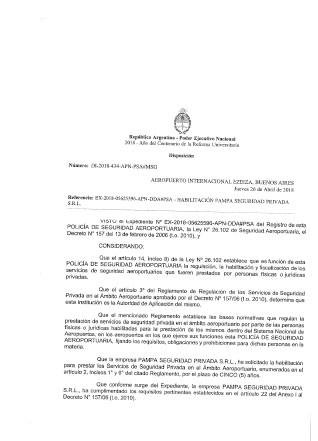 República Argentina - Poder Ejecutivo Nacional
2018 - Año del Centenario de la Reforma Universitaria
Disposición
Número: DI-2018-434-APN-PSA#MSG
AEROPUERTO INTERNACIONAL EZEIZA, BUENOS AIRES
Jueves 26 de Abril de 2018
Referencia: EX-2018-05625596-APN-DDA#PSA - HABILITACIÓN PAMPA SEGURIDAD PRIVADA
S.R.L.
VISTO el Expediente N° EX-2018-05625596-APN-DDA#PSA del Registro de esta
POLICÍA DE SEGURIDAD AEROPORTUARIA, la Ley N° 26.102 de Seguridad Aeroportuaria, el
Decreto N° 157 del 13 de febrero de 2006 (t.o. 2010), y
CONSIDERANDO:
Que el artículo 14, inciso 8) de la Ley N° 26.102 establece que es función de esta
POLICÍA DE SEGURIDAD AEROPORTUARIA, la requisición, la habilitación y fiscalización de los
servicios de seguridad aeroportuarios que fueren prestados por personas físicas o jurídicas
privadas.
Que el artículo 3° del Reglamento de Regulación de los Servicios de Seguridad
Privada en el Ámbito Aeroportuario aprobado por el Decreto N° 157/06 (t.o. 2010), determina que
esta Institución es la Autoridad de Aplicación del mismo.
Que el mencionado Reglamento establece las bases normativas que regulan la
prestación de servicios de seguridad privada en el ámbito aeroportuario por parte de las personas
físicas o jurídicas habilitadas para la prestación de los mismos dentro del Sistema Nacional de
Aeropuertos, en los aeropuertos en los que ejerce sus funciones esta POLICÍA DE SEGURIDAD
AEROPORTUARIA, fijando los requisitos, obligaciones y prohibiciones para dichas personas en la
materia.
Que la empresa PAMPA SEGURIDAD PRIVADA S.R.L., ha solicitado la habilitación
para prestar los Servicios de Seguridad Privada en el Ámbito Aeroportuario, enumerados en el
artículo 2, incisos 1° y 6° del citado Reglamento, por el plazo de CINCO (5) años.
Que conforme surge del Expediente, la empresa PAMPA SEGURIDAD PRIVADA
S.R.L., ha cumplimentado los requisitos pertinentes establecidos en el artículo 22 del Anexo I al
Decreto N° 157/06 (t.o. 2010).